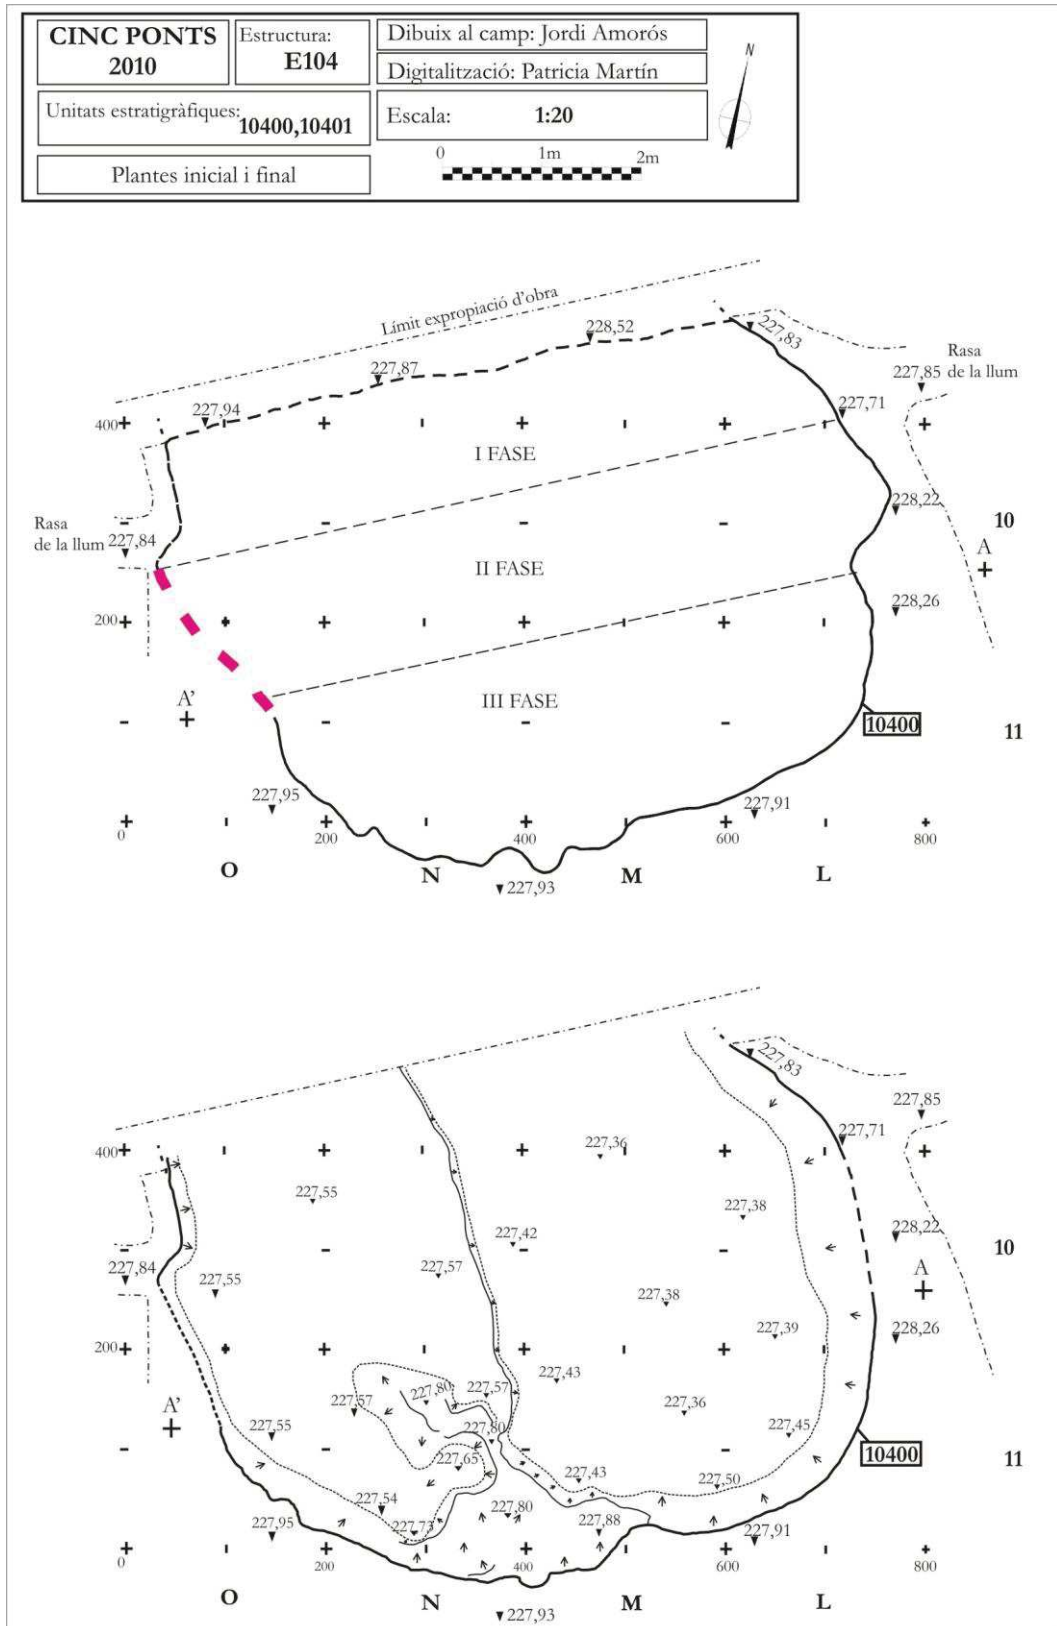 CINC PONTS
2010
Estructura:
E104
Dibuix al camp: Jordi Amorós
Digitalització: Patricia Martín
Unitats estratigràfiques:
10400,10401
Escala: 1:20
Plantes inicial i final
0 1m 2m
N
Límit expropiació d'obra
228,52
227,83
227,87
227,94
227,85
Rasa
de la llum
227,71
400
I FASE
228,22
10
Rasa
de la llum
227,84
A
II FASE
228,26
200
A'
III FASE
10400
11
227,95
227,91
0 200 400 600 800
O N M L
227,93
227,83
227,85
227,71
400
227,36
227,55
227,38
228,22
227,42
10
227,84
227,57
227,55
A
227,38
228,26
227,39
200
227,43
227,80
227,57
227,57
227,36
A'
227,55
227,80
227,45
10400
11
227,65
227,43
227,50
227,54
227,80
227,95
227,73
227,88
227,91
0 200 400 600 800
O N M L
227,93